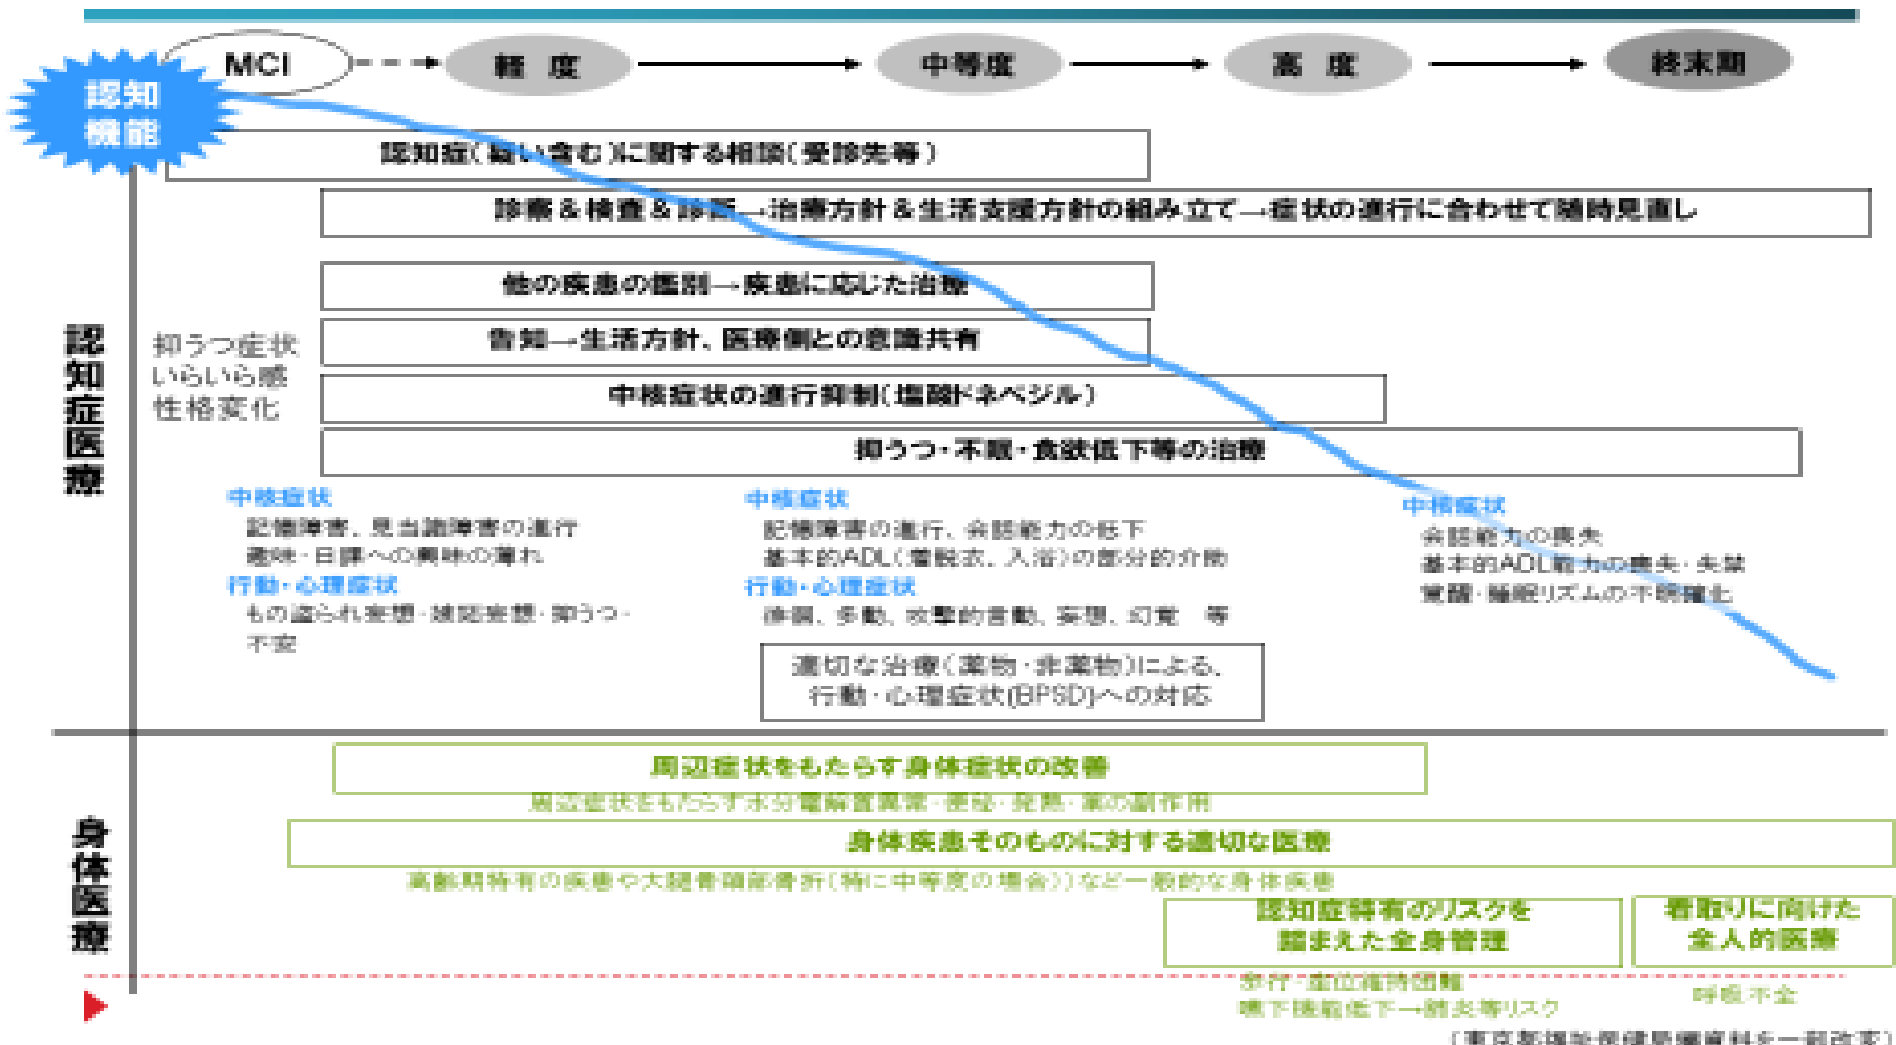 MCI
軽度
中等度
高度
終末期
認知
機能
認知症(疑い含む)に関する相談(受診先等)
診察&検査&診断→治療方針&生活支援方針の組み立て→症状の進行に合わせて随時見直し
他の疾患の鑑別→疾患に応じた治療
告知→生活方針、医療側との意識共有
中核症状の進行抑制(塩酸ドネペジル)
抑うつ・不眠・食欲低下等の治療
認知症医療
抑うつ症状
いらいら感
性格変化
中核症状
記憶障害、見当識障害の進行
趣味・日課への興味の薄れ
行動・心理症状
もの盗られ妄想・嫉妬妄想・抑うつ・
不安
中核症状
記憶障害の進行、会話能力の低下
基本的ADL(着脱衣、入浴)の部分的介助
行動・心理症状
徘徊、多動、攻撃的言動、妄想、幻覚 等
適切な治療(薬物・非薬物)による、
行動・心理症状(BPSD)への対応
中核症状
会話能力の喪失
基本的ADL能力の喪失・失禁
覚醒・睡眠リズムの不明確化
身体医療
周辺症状をもたらす身体症状の改善
周辺症状をもたらす水分電解質異常・便秘・発熱・薬の副作用
身体疾患そのものに対する適切な医療
高齢期特有の疾患や大腿骨頸部骨折(特に中等度の場合))など一般的な身体疾患
認知症特有のリスクを
踏まえた全身管理
看取りに向けた
全人的医療
歩行・座位維持困難
嚥下機能低下→肺炎等リスク
呼吸不全
(東京都福祉保健局編資料を一部改変)